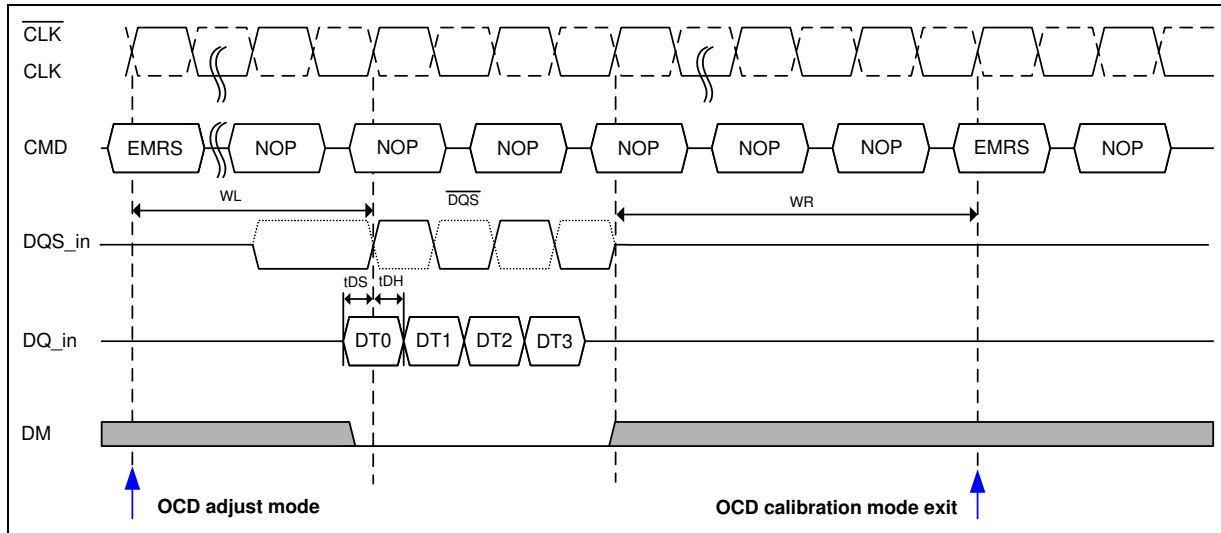 CLK
CLK
CMD
EMRS
NOP
NOP
NOP
NOP
NOP
NOP
EMRS
NOP
WL
DQS
WR
DQS_in
tDS
tDH
DQ_in
DT0
DT1
DT2
DT3
DM
OCD adjust mode
OCD calibration mode exit